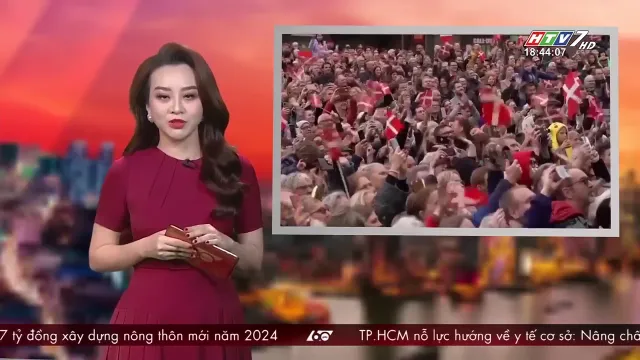 HTV7 HD
18:44:07
7 tỷ đồng xây dựng nông thôn mới năm 2024 60 TP.HCM nỗ lực hướng về y tế cơ sở: Nâng chấ